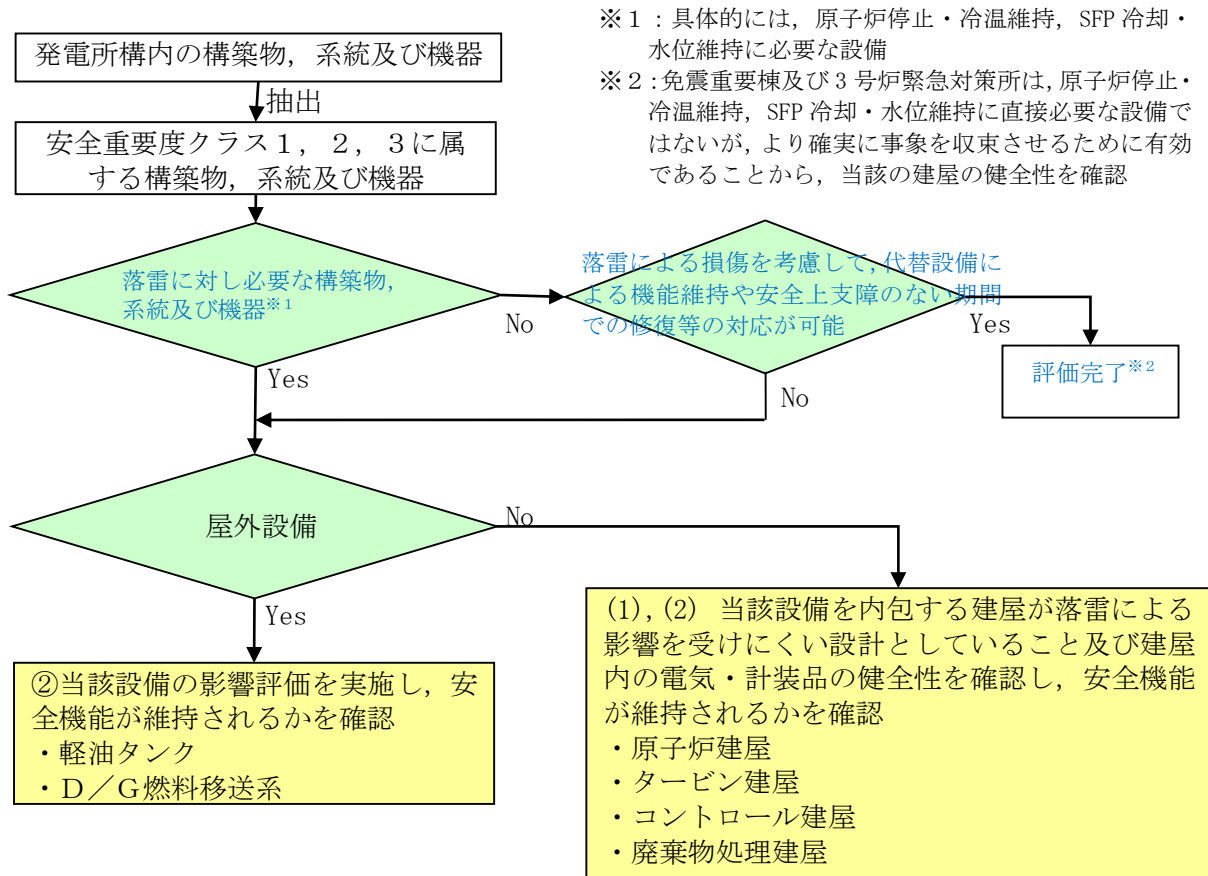 ※１：具体的には，原子炉停止・冷温維持，SFP 冷却・
水位維持に必要な設備
※２：免震重要棟及び３号炉緊急対策所は，原子炉停止・
冷温維持，SFP 冷却・水位維持に直接必要な設備で
はないが，より確実に事象を収束させるために有効
であることから，当該の建屋の健全性を確認
発電所構内の構築物，系統及び機器
抽出
安全重要度クラス１，２，３に属
する構築物，系統及び機器
落雷に対し必要な構築物，
系統及び機器※1
No
Yes
落雷による損傷を考慮して，代替設備に
よる機能維持や安全上支障のない期間
での修復等の対応が可能
Yes
No
評価完了※2
屋外設備
No
Yes
②当該設備の影響評価を実施し，安
全機能が維持されるかを確認
・軽油タンク
・Ｄ／Ｇ燃料移送系
(1)，(2) 当該設備を内包する建屋が落雷による
影響を受けにくい設計としていること及び建屋
内の電気・計装品の健全性を確認し，安全機能
が維持されるかを確認
・原子炉建屋
・タービン建屋
・コントロール建屋
・廃棄物処理建屋